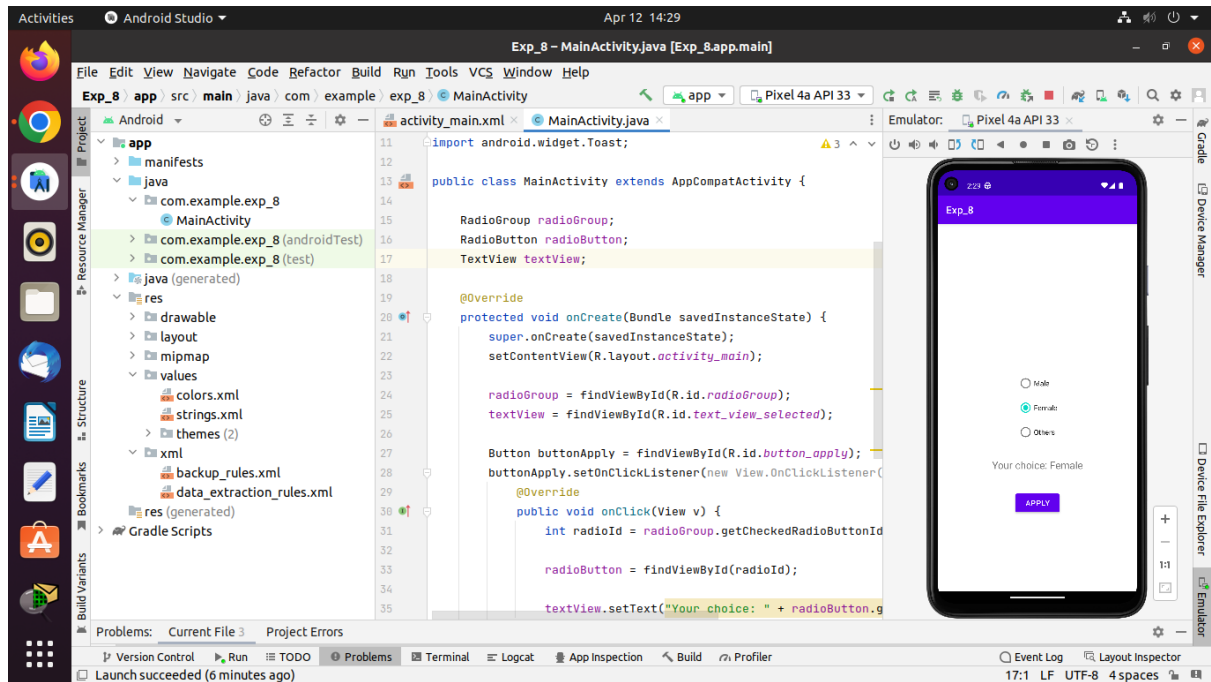 Activities Android Studio Apr 12 14:29
Exp_8 – MainActivity.java [Exp_8.app.main]
File Edit View Navigate Code Refactor Build Run Tools VCS Window Help
Exp_8 app src main java com example exp_8 MainActivity app Pixel 4a API 33
Project
Resource Manager
Structure
Bookmarks
Build Variants
Android
app
manifests
java
com.example.exp_8
MainActivity
com.example.exp_8 (androidTest)
com.example.exp_8 (test)
java (generated)
res
drawable
layout
mipmap
values
colors.xml
strings.xml
themes (2)
xml
backup_rules.xml
data_extraction_rules.xml
res (generated)
Gradle Scripts
activity_main.xml MainActivity.java
3
11 import android.widget.Toast;
12
13 public class MainActivity extends AppCompatActivity {
14
15 RadioGroup radioGroup;
16 RadioButton radioButton;
17 TextView textView;
18
19 @Override
20 protected void onCreate(Bundle savedInstanceState) {
21 super.onCreate(savedInstanceState);
22 setContentView(R.layout.activity_main);
23
24 radioGroup = findViewById(R.id.radioGroup);
25 textView = findViewById(R.id.text_view_selected);
26
27 Button buttonApply = findViewById(R.id.button_apply);
28 buttonApply.setOnClickListener(new View.OnClickListener(
29 @Override
30 public void onClick(View v) {
31 int radioId = radioGroup.getCheckedRadioButtonId
32
33 radioButton = findViewById(radioId);
34
35 textView.setText("Your choice: " + radioButton.g
Emulator: Pixel 4a API 33
2:29
Exp_8
Male
Female
Others
Your choice: Female
APPLY
1:1
Gradle
Device Manager
Device File Explorer
Emulator
Problems: Current File 3 Project Errors
Version Control Run TODO Problems Terminal Logcat App Inspection Build Profiler Event Log Layout Inspector
Launch succeeded (6 minutes ago) 17:1 LF UTF-8 4 spaces